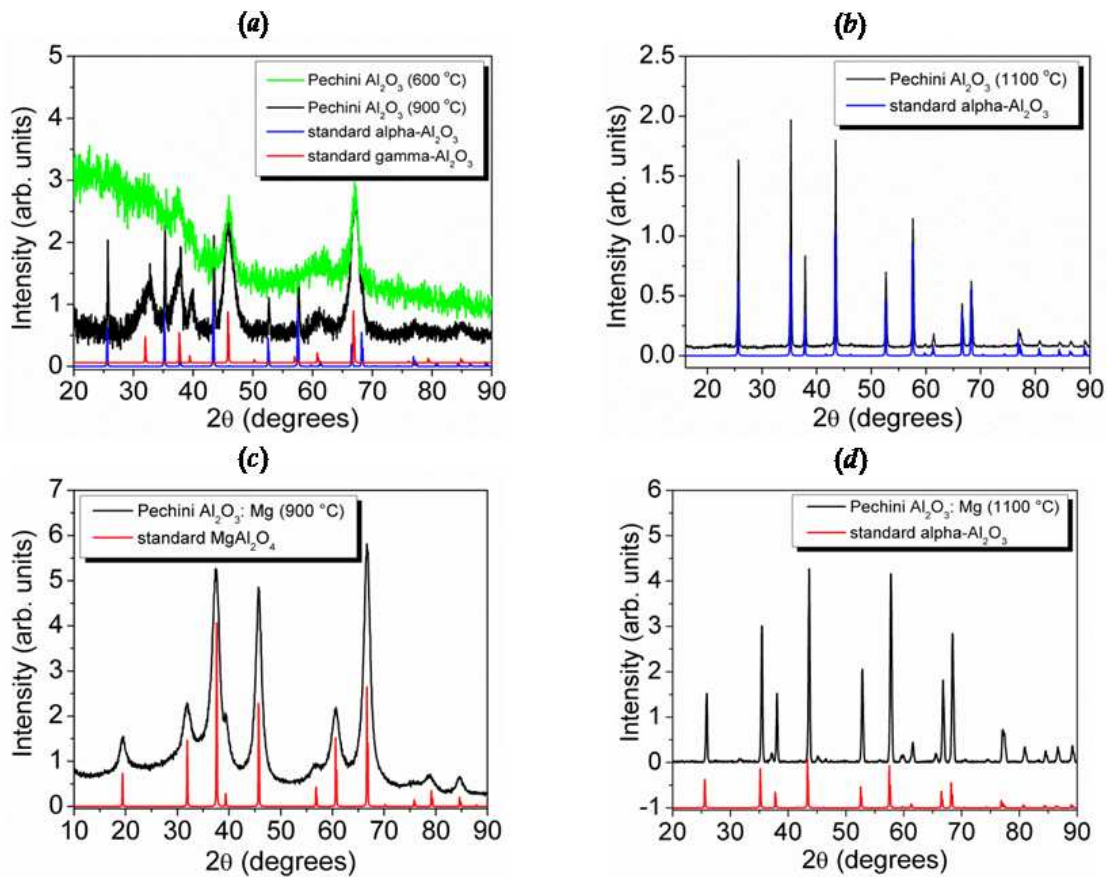 (a)
5
4
3
2
1
0
Intensity (arb. units)
Pechini Al₂O₃ (600 °C)
Pechini Al₂O₃ (900 °C)
standard alpha-Al₂O₃
standard gamma-Al₂O₃
20 30 40 50 60 70 80 90
2θ (degrees)
(b)
2.5
2.0
1.5
1.0
0.5
0.0
Intensity (arb. units)
Pechini Al₂O₃ (1100 °C)
standard alpha-Al₂O₃
20 30 40 50 60 70 80 90
2θ (degrees)
(c)
7
6
5
4
3
2
1
0
Intensity (arb. units)
Pechini Al₂O₃: Mg (900 °C)
standard MgAl₂O₄
10 20 30 40 50 60 70 80 90
2θ (degrees)
(d)
6
5
4
3
2
1
0
-1
Intensity (arb. units)
Pechini Al₂O₃: Mg (1100 °C)
standard alpha-Al₂O₃
20 30 40 50 60 70 80 90
2θ (degrees)